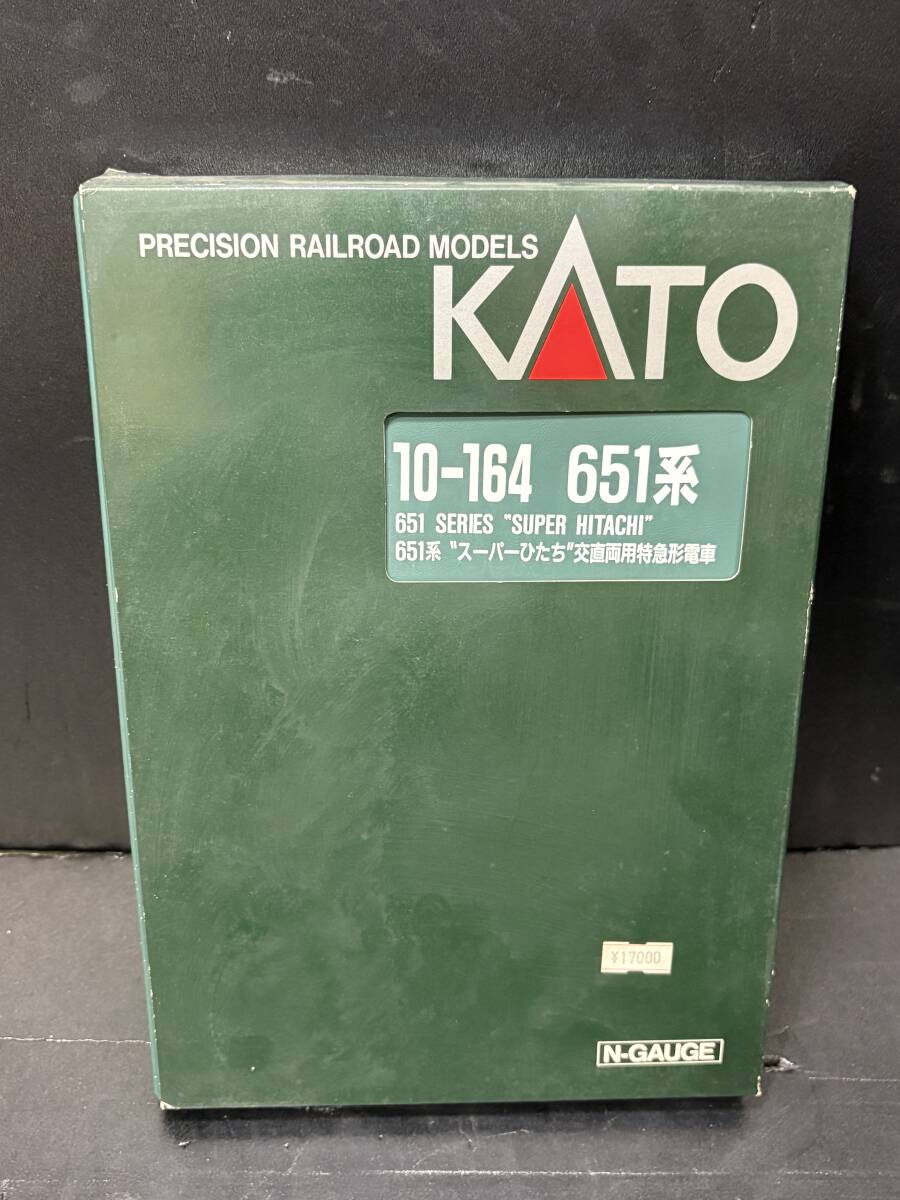 PRECISION RAILROAD MODELS
KATO
10-164 651系
651 SERIES "SUPER HITACHI"
651系 "スーパーひたち"交直両用特急形電車
¥17000
N-GAUGE